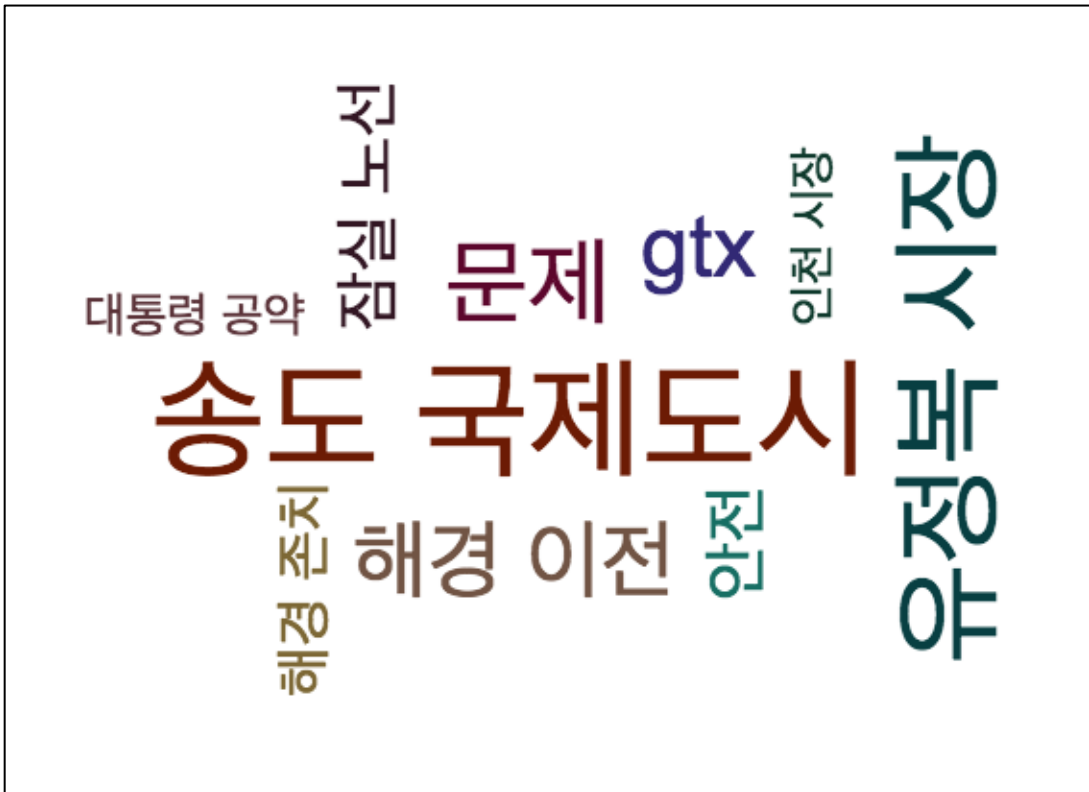 잠실 노선
인천 시장
유정복 시장
gtx
문제
대통령 공약
송도 국제도시
해경 존치
해경 이전
안전